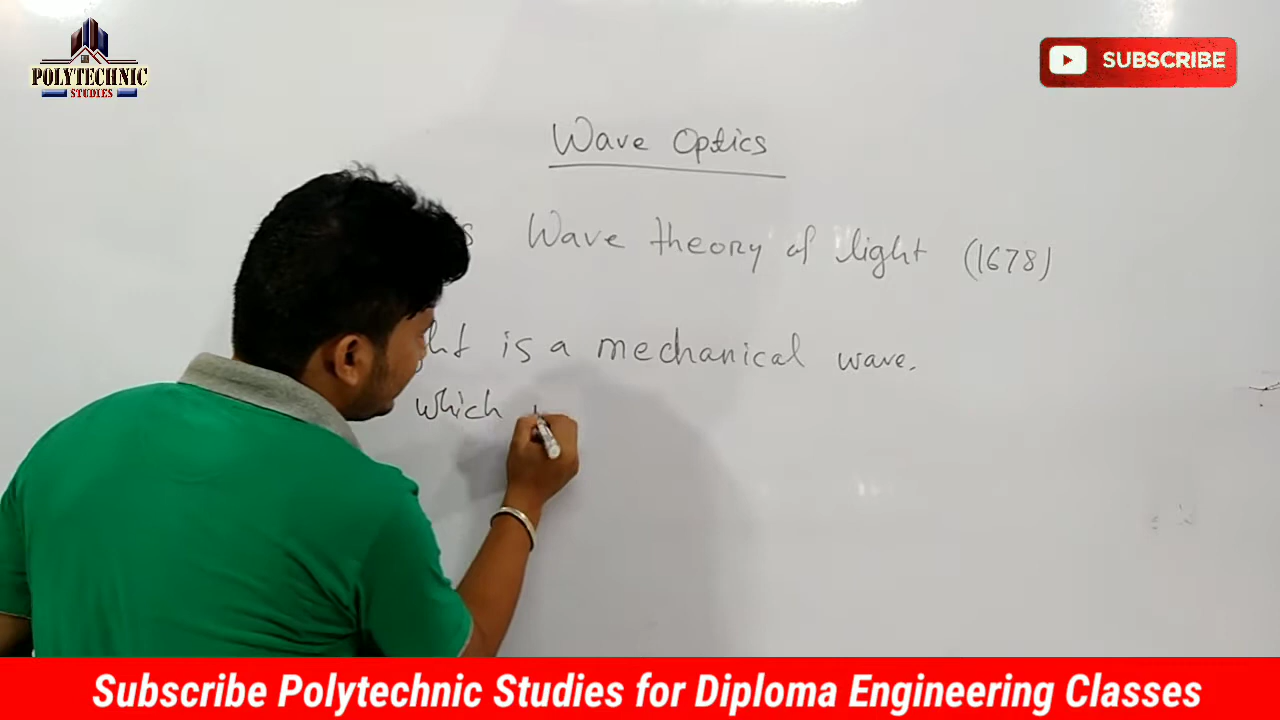 POLYTECHNIC
STUDIES
SUBSCRIBE
Wave Optics
Wave theory of light (1678)
is a mechanical wave.
which
Subscribe Polytechnic Studies for Diploma Engineering Classes